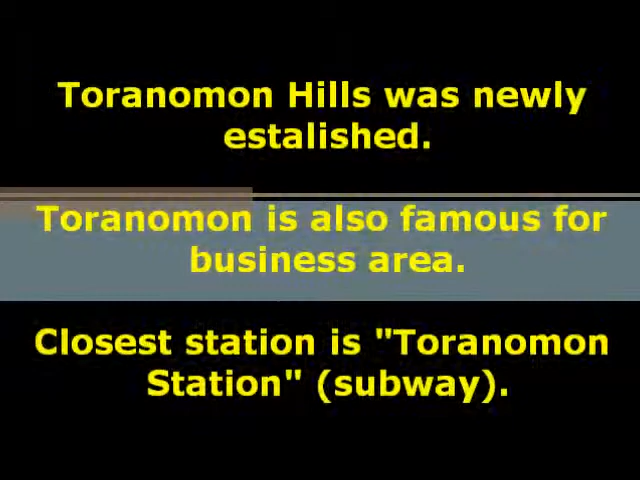 Toranomon Hills was newly
estalished.
Toranomon is also famous for
business area.
Closest station is "Toranomon
Station" (subway).